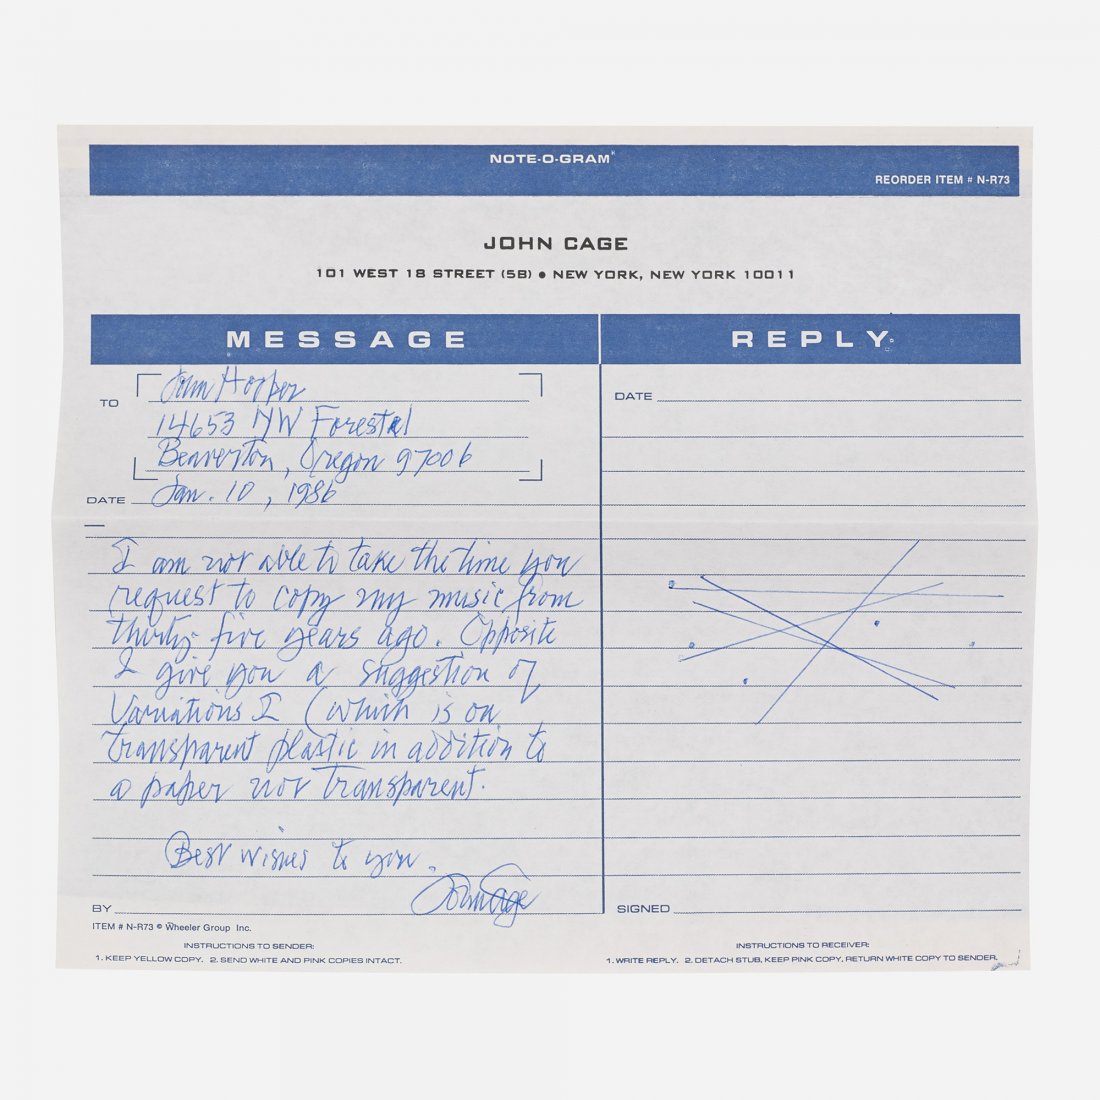 NOTE-O-GRAM
REORDER ITEM # N-R73
JOHN CAGE
101 WEST 18 STREET (5B) ● NEW YORK, NEW YORK 10011
MESSAGE
TO
John Hopper
14653 NW Forestel
Beaverton, Oregon 97006
DATE Jan. 10, 1986
I am not able to take the time you
request to copy my music from
thirty-five years ago. Opposite
I give you a suggestion of
Variations I (which is on
transparent plastic in addition to
a paper not transparent.
Best wishes to you.
BY John Cage
ITEM # N-R73 © Wheeler Group Inc.
INSTRUCTIONS TO SENDER:
1. KEEP YELLOW COPY. 2. SEND WHITE AND PINK COPIES INTACT.
REPLY
DATE
SIGNED
INSTRUCTIONS TO RECEIVER:
1. WRITE REPLY. 2. DETACH STUB, KEEP PINK COPY, RETURN WHITE COPY TO SENDER.